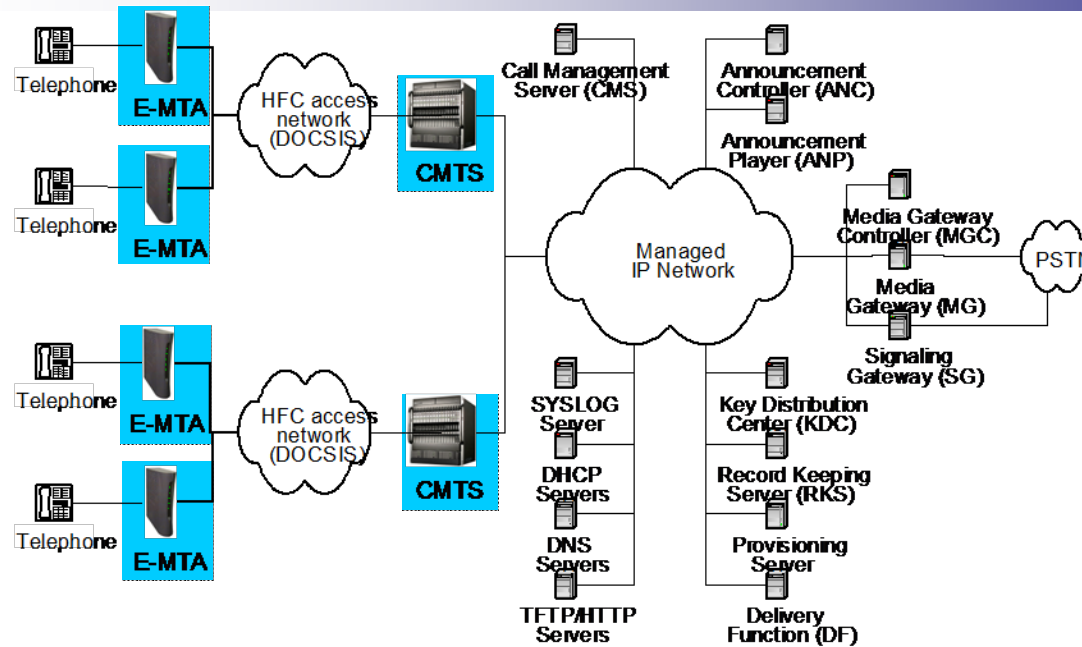 Telephone
E-MTA
Telephone
E-MTA
HFC access
network
(DOCSIS)
CMTS
Call Management
Server (CMS)
Announcement
Controller (ANC)
Announcement
Player (ANP)
Managed
IP Network
Media Gateway
Controller (MGC)
Media
Gateway (MG)
Signaling
Gateway (SG)
PSTN
Telephone
E-MTA
Telephone
E-MTA
HFC access
network
(DOCSIS)
CMTS
SYSLOG
Server
DHCP
Servers
DNS
Servers
TFTP/HTTP
Servers
Key Distribution
Center (KDC)
Record Keeping
Server (RKS)
Provisioning
Server
Delivery
Function (DF)